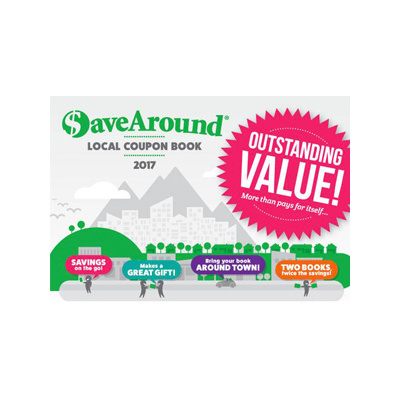 $aveAround®
LOCAL COUPON BOOK
2017
OUTSTANDING
VALUE!
More than pays for itself...
SAVINGS
on the go!
Makes a
GREAT GIFT!
Bring your book
AROUND TOWN!
TWO BOOKS,
twice the savings!